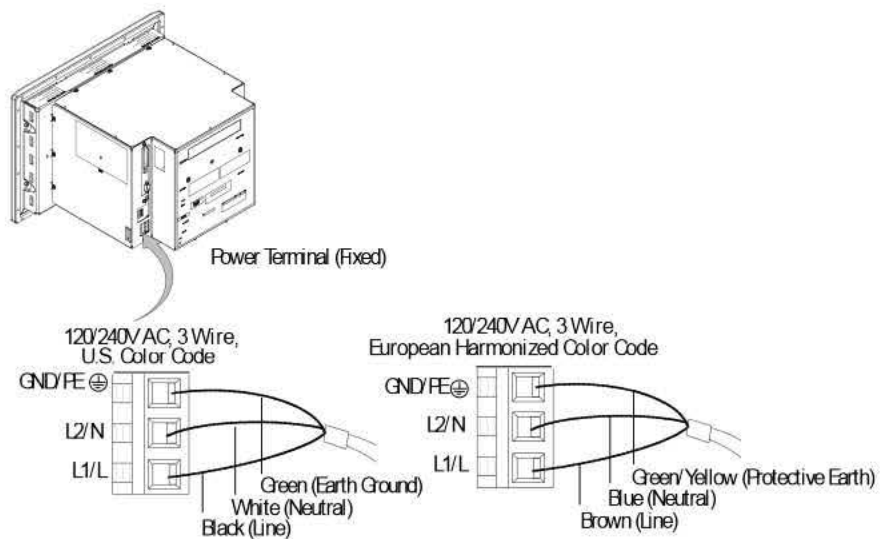 Power Terminal (Fixed)
120/240V AC, 3 Wire,
U.S. Color Code
GND/PE
L2/N
L1/L
Green (Earth Ground)
White (Neutral)
Black (Line)
120/240V AC, 3 Wire,
European Harmonized Color Code
GND/PE
L2/N
L1/L
Green/Yellow (Protective Earth)
Blue (Neutral)
Brown (Line)